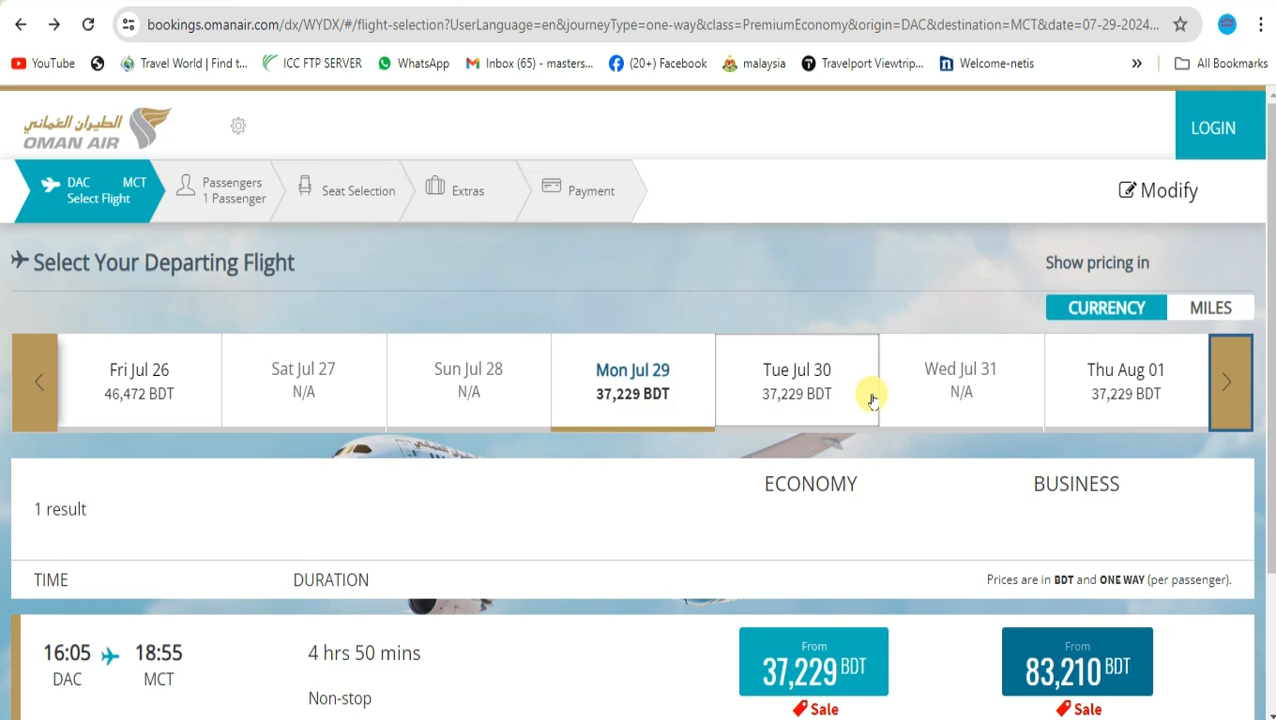 bookings.omanair.com/dx/WYDX/#/flight-selection?UserLanguage=en&journeyType=one-way&class=PremiumEconomy&origin=DAC&destination=MCT&date=07-29-2024...
YouTube
Travel World | Find t...
ICC FTP SERVER
WhatsApp
Inbox (65) - masters...
(20+) Facebook
malaysia
Travelport Viewtrip...
Welcome-netis
»
All Bookmarks
الطيران العُماني
OMAN AIR
LOGIN
DAC MCT
Select Flight
Passengers
1 Passenger
Seat Selection
Extras
Payment
Modify
Select Your Departing Flight
Show pricing in
CURRENCY MILES
Fri Jul 26 Sat Jul 27 Sun Jul 28 Mon Jul 29 Tue Jul 30 Wed Jul 31 Thu Aug 01
46,472 BDT N/A N/A 37,229 BDT 37,229 BDT N/A 37,229 BDT
ECONOMY BUSINESS
1 result
TIME DURATION Prices are in BDT and ONE WAY (per passenger).
16:05 18:55 4 hrs 50 mins
DAC MCT
Non-stop
From
37,229 BDT
Sale
From
83,210 BDT
Sale